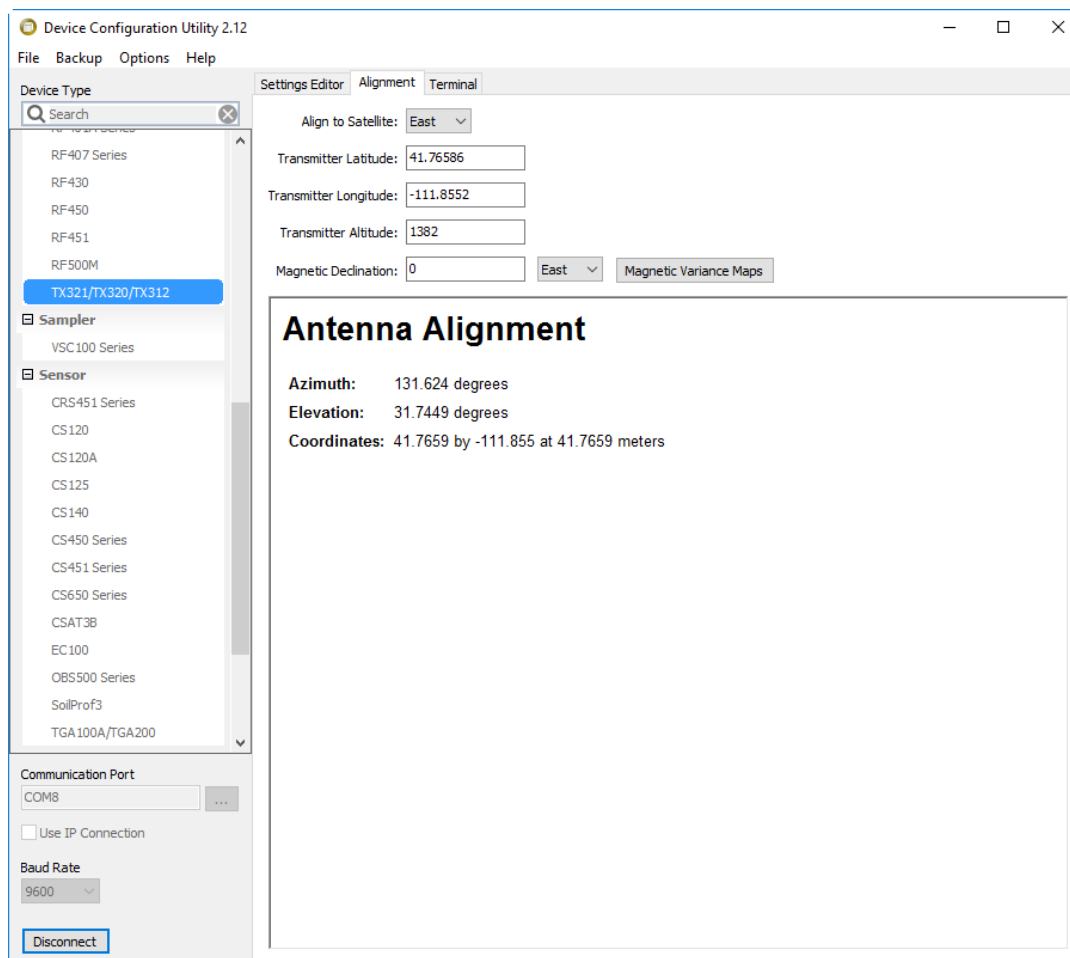 Device Configuration Utility 2.12
File Backup Options Help
Device Type
Search
RF407 Series
RF430
RF450
RF451
RF500M
TX321/TX320/TX312
Sampler
VSC100 Series
Sensor
CRS451 Series
CS120
CS120A
CS125
CS140
CS450 Series
CS451 Series
CS650 Series
CSAT3B
EC100
OBS500 Series
SoilProf3
TGA100A/TGA200
Communication Port
COM8
...
Use IP Connection
Baud Rate
9600
Disconnect
Settings Editor Alignment Terminal
Align to Satellite: East
Transmitter Latitude: 41.76586
Transmitter Longitude: -111.8552
Transmitter Altitude: 1382
Magnetic Declination: 0 East Magnetic Variance Maps
Antenna Alignment
Azimuth: 131.624 degrees
Elevation: 31.7449 degrees
Coordinates: 41.7659 by -111.855 at 41.7659 meters